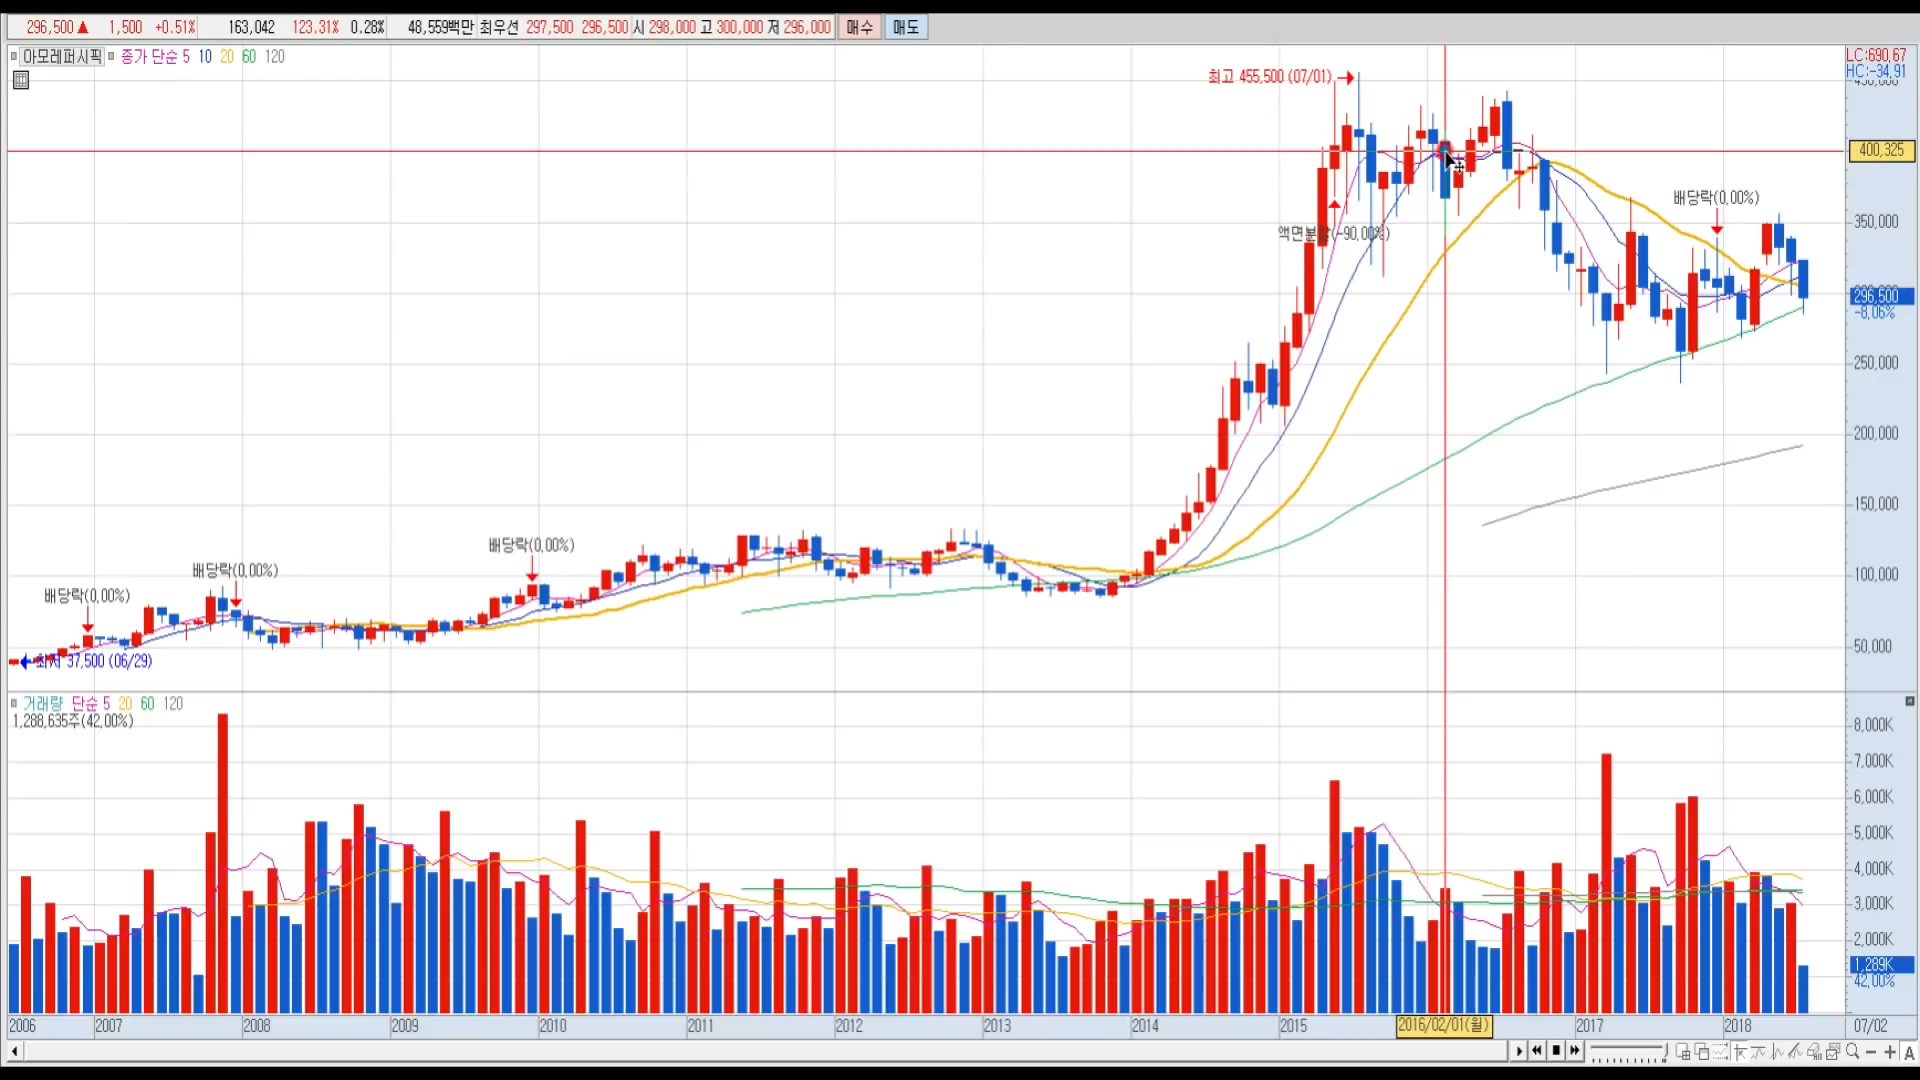 296,500 ▲ 1,500 +0.51% 163,042 123.31% 0.28% 48,559백만 최우선 297,500 296,500 시 298,000 고 300,000 저 296,000 매수 매도
아모레퍼시픽 종가 단순 5 10 20 60 120
LC:690.67
HC:-34.91
최고 455,500 (07/01)
400,325
배당락(0.00%)
350,000
액면분할(-90.00%)
296,500
-8.06%
250,000
200,000
150,000
배당락(0.00%)
배당락(0.00%)
100,000
배당락(0.00%)
50,000
최저 37,500 (06/29)
거래량 단순 5 20 60 120
1,288,635주(42.00%)
8,000K
7,000K
6,000K
5,000K
4,000K
3,000K
2,000K
1,289K
42.00%
2006 2007 2008 2009 2010 2011 2012 2013 2014 2015 2016/02/01(월) 2017 2018 07/02
A